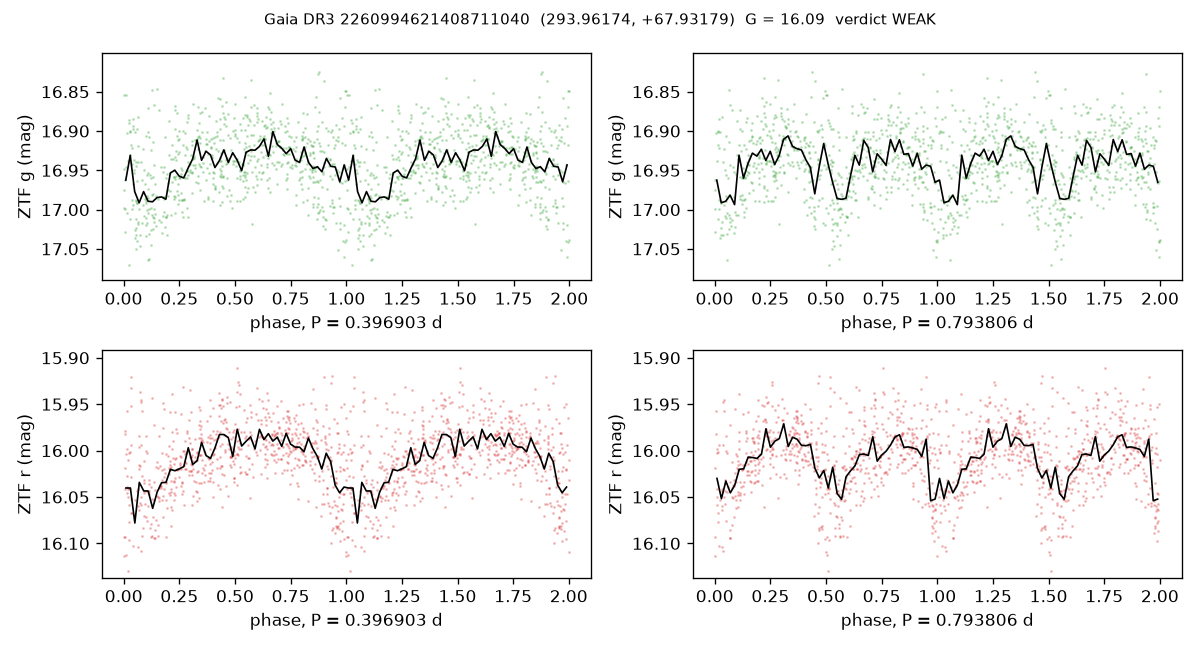 Gaia DR3 2260994621408711040 (293.96174, +67.93179) G = 16.09 verdict WEAK
ZTF g (mag)
16.85
16.90
16.95
17.00
17.05
0.00 0.25 0.50 0.75 1.00 1.25 1.50 1.75 2.00
phase, P = 0.396903 d
ZTF g (mag)
16.85
16.90
16.95
17.00
17.05
0.00 0.25 0.50 0.75 1.00 1.25 1.50 1.75 2.00
phase, P = 0.793806 d
ZTF r (mag)
15.90
15.95
16.00
16.05
16.10
0.00 0.25 0.50 0.75 1.00 1.25 1.50 1.75 2.00
phase, P = 0.396903 d
ZTF r (mag)
15.90
15.95
16.00
16.05
16.10
0.00 0.25 0.50 0.75 1.00 1.25 1.50 1.75 2.00
phase, P = 0.793806 d